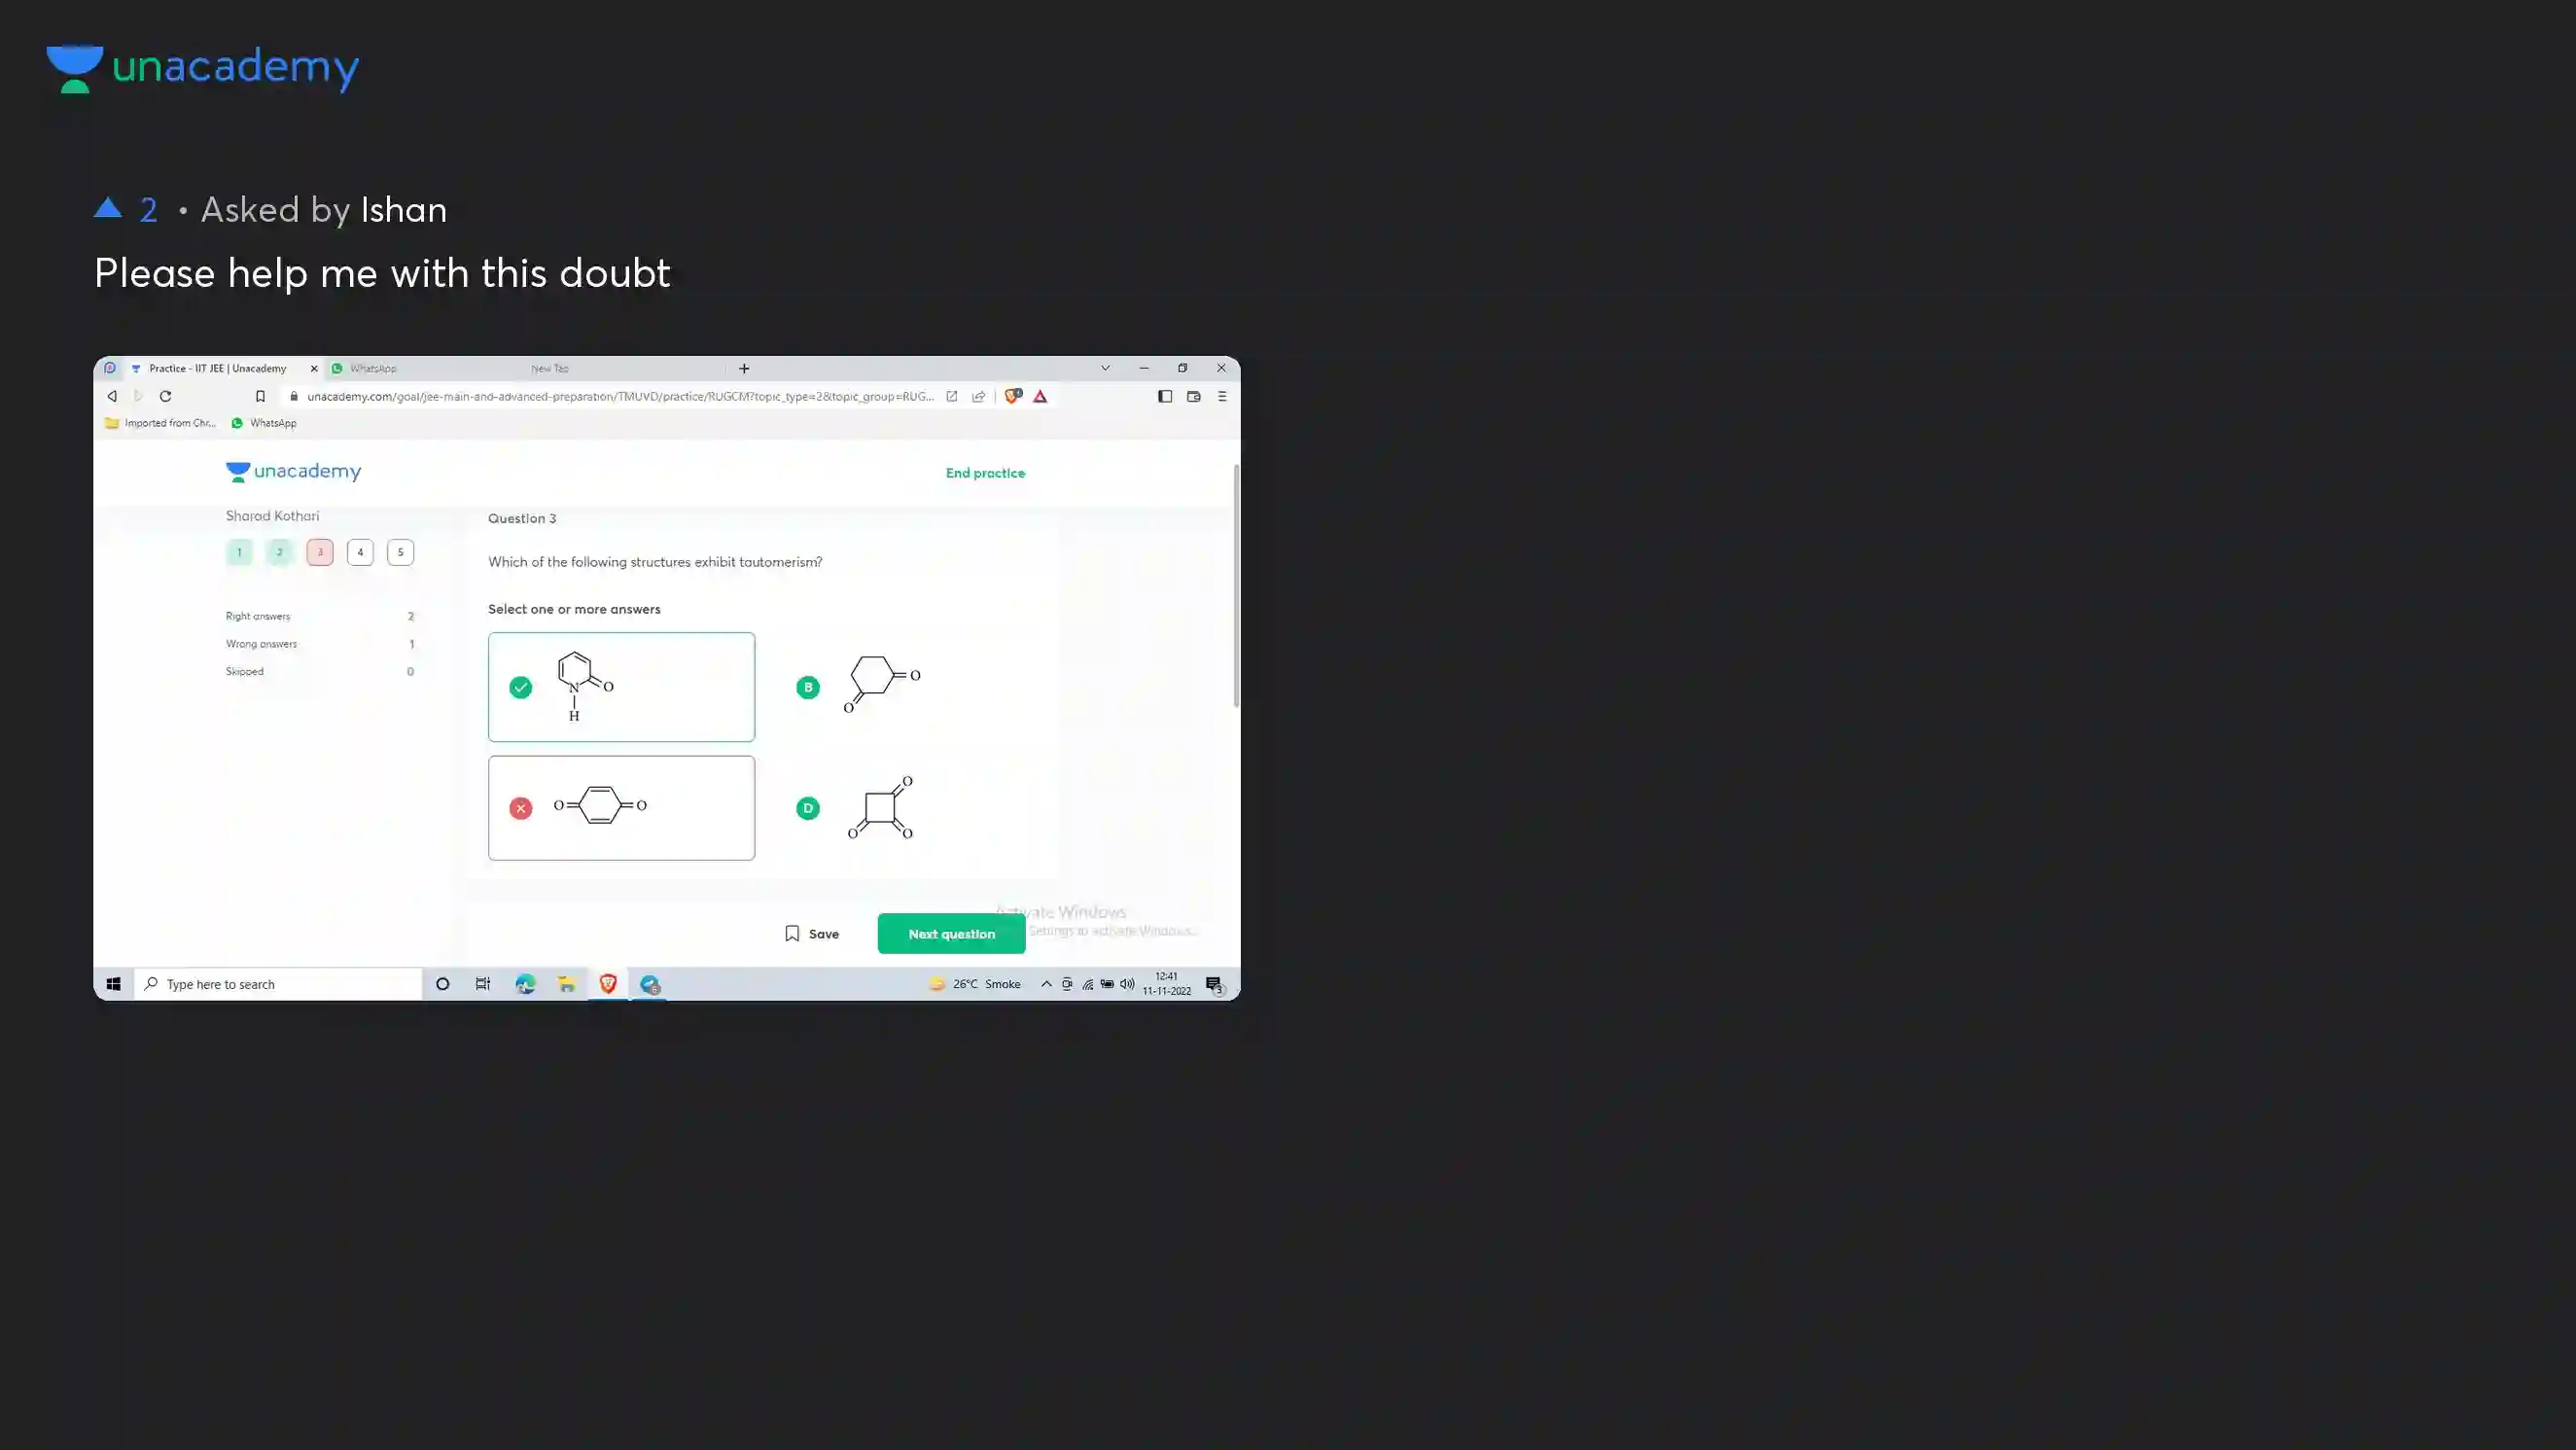 unacademy
2 • Asked by Ishan
Please help me with this doubt
Practice - IIT JEE | Unacademy
WhatsApp
New Tab
unacademy.com/goal/jee-main-and-advanced-preparation/TMUVD/practice/RUGCM?topic_type=2&topic_group=RUG...
Imported from Chr...
WhatsApp
unacademy
End practice
Sharad Kothari
1 2 3 4 5
Right answers 2
Wrong answers 1
Skipped 0
Question 3
Which of the following structures exhibit tautomerism?
Select one or more answers
N
O
H
B
O
O
O
O
D
O
O
O
Save
Next question
Activate Windows
Settings to activate Windows.
Type here to search
26°C Smoke
12:41
11-11-2022
3